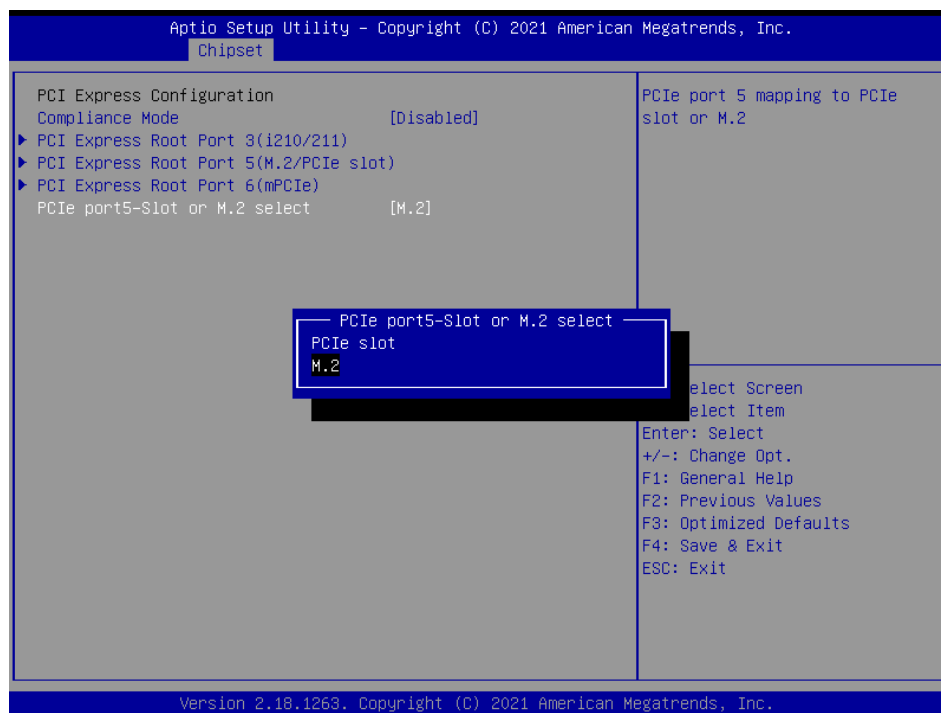 Aptio Setup Utility – Copyright (C) 2021 American Megatrends, Inc.
Chipset
PCI Express Configuration
Compliance Mode [Disabled]
PCI Express Root Port 3(i210/211)
PCI Express Root Port 5(M.2/PCIe slot)
PCI Express Root Port 6(mPCIe)
PCIe port5-Slot or M.2 select [M.2]
PCIe port 5 mapping to PCIe
slot or M.2
PCIe port5-Slot or M.2 select
PCIe slot
M.2
elect Screen
elect Item
Enter: Select
+/-: Change Opt.
F1: General Help
F2: Previous Values
F3: Optimized Defaults
F4: Save & Exit
ESC: Exit
Version 2.18.1263. Copyright (C) 2021 American Megatrends, Inc.